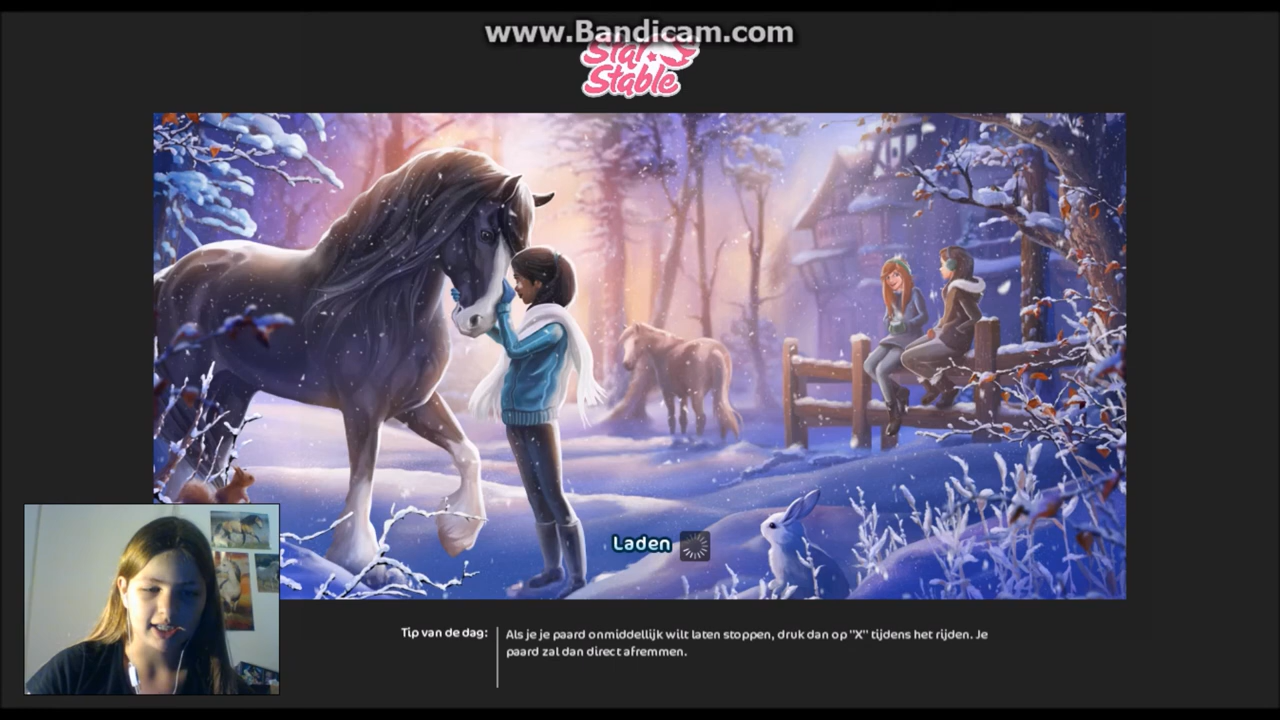 www.Bandicam.com
Star
Stable
Laden
Tip van de dag:
Als je je paard onmiddellijk wilt laten stoppen, druk dan op "X" tijdens het rijden. Je
paard zal dan direct afremmen.